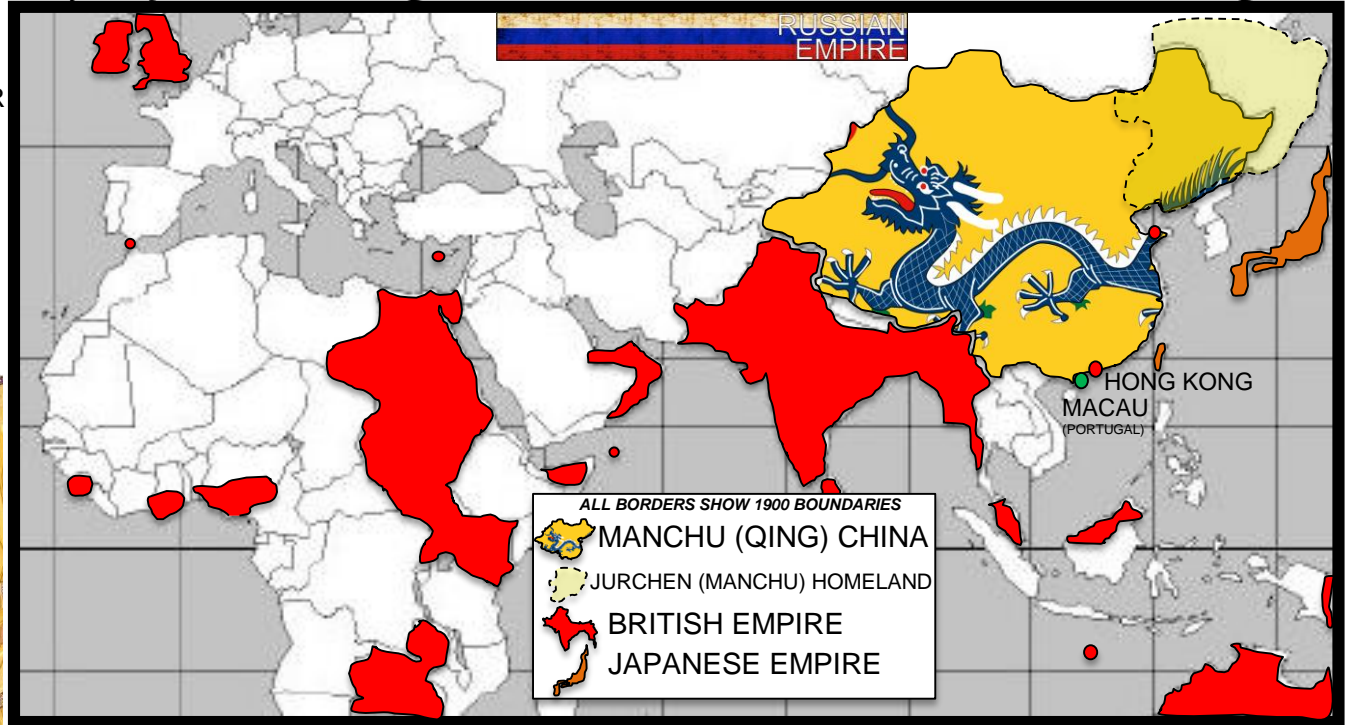 RUSSIAN
EMPIRE
R
HONG KONG
MACAU
(PORTUGAL)
ALL BORDERS SHOW 1900 BOUNDARIES
MANCHU (QING) CHINA
JURCHEN (MANCHU) HOMELAND
BRITISH EMPIRE
JAPANESE EMPIRE